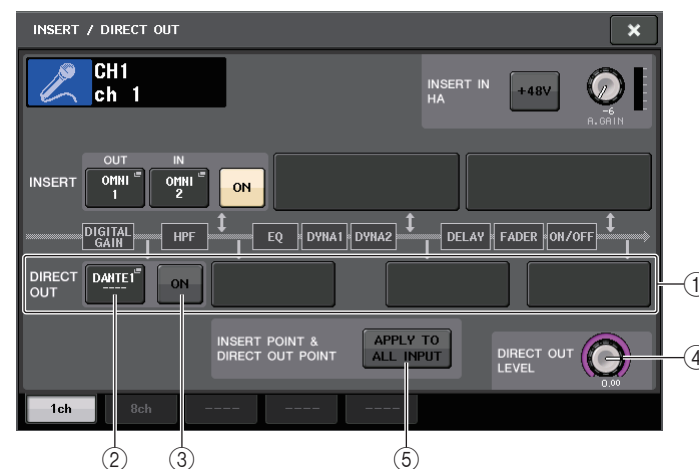 INSERT / DIRECT OUT
CH1
ch 1
INSERT IN
HA
+48V
-6
A.GAIN
OUT
IN
INSERT
OMNI
1
OMNI
2
ON
DIGITAL
GAIN
HPF
EQ
DYNA1
DYNA2
DELAY
FADER
ON/OFF
DIRECT
OUT
DANTE1
----
ON
①
INSERT POINT &
DIRECT OUT POINT
APPLY TO
ALL INPUT
DIRECT OUT
LEVEL
0.00
④
1ch
8ch
----
----
----
②
③
⑤